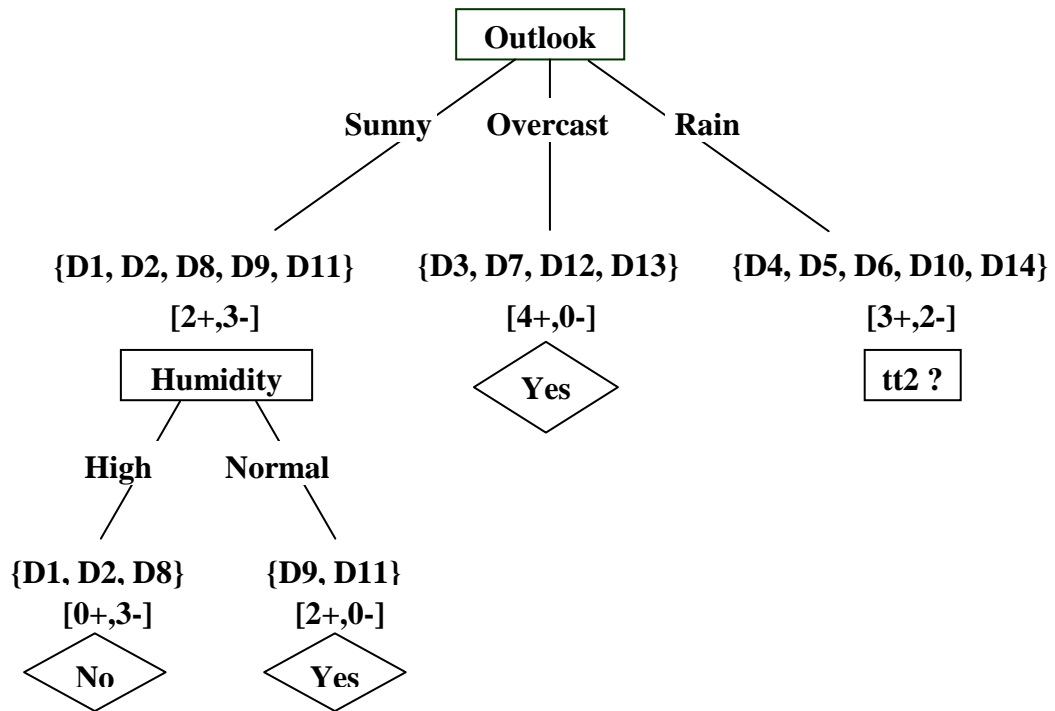 Outlook
Sunny Overcast Rain
{D1, D2, D8, D9, D11} {D3, D7, D12, D13} {D4, D5, D6, D10, D14}
[2+,3-] [4+,0-] [3+,2-]
Humidity Yes tt2 ?
High Normal
{D1, D2, D8} {D9, D11}
[0+,3-] [2+,0-]
No Yes